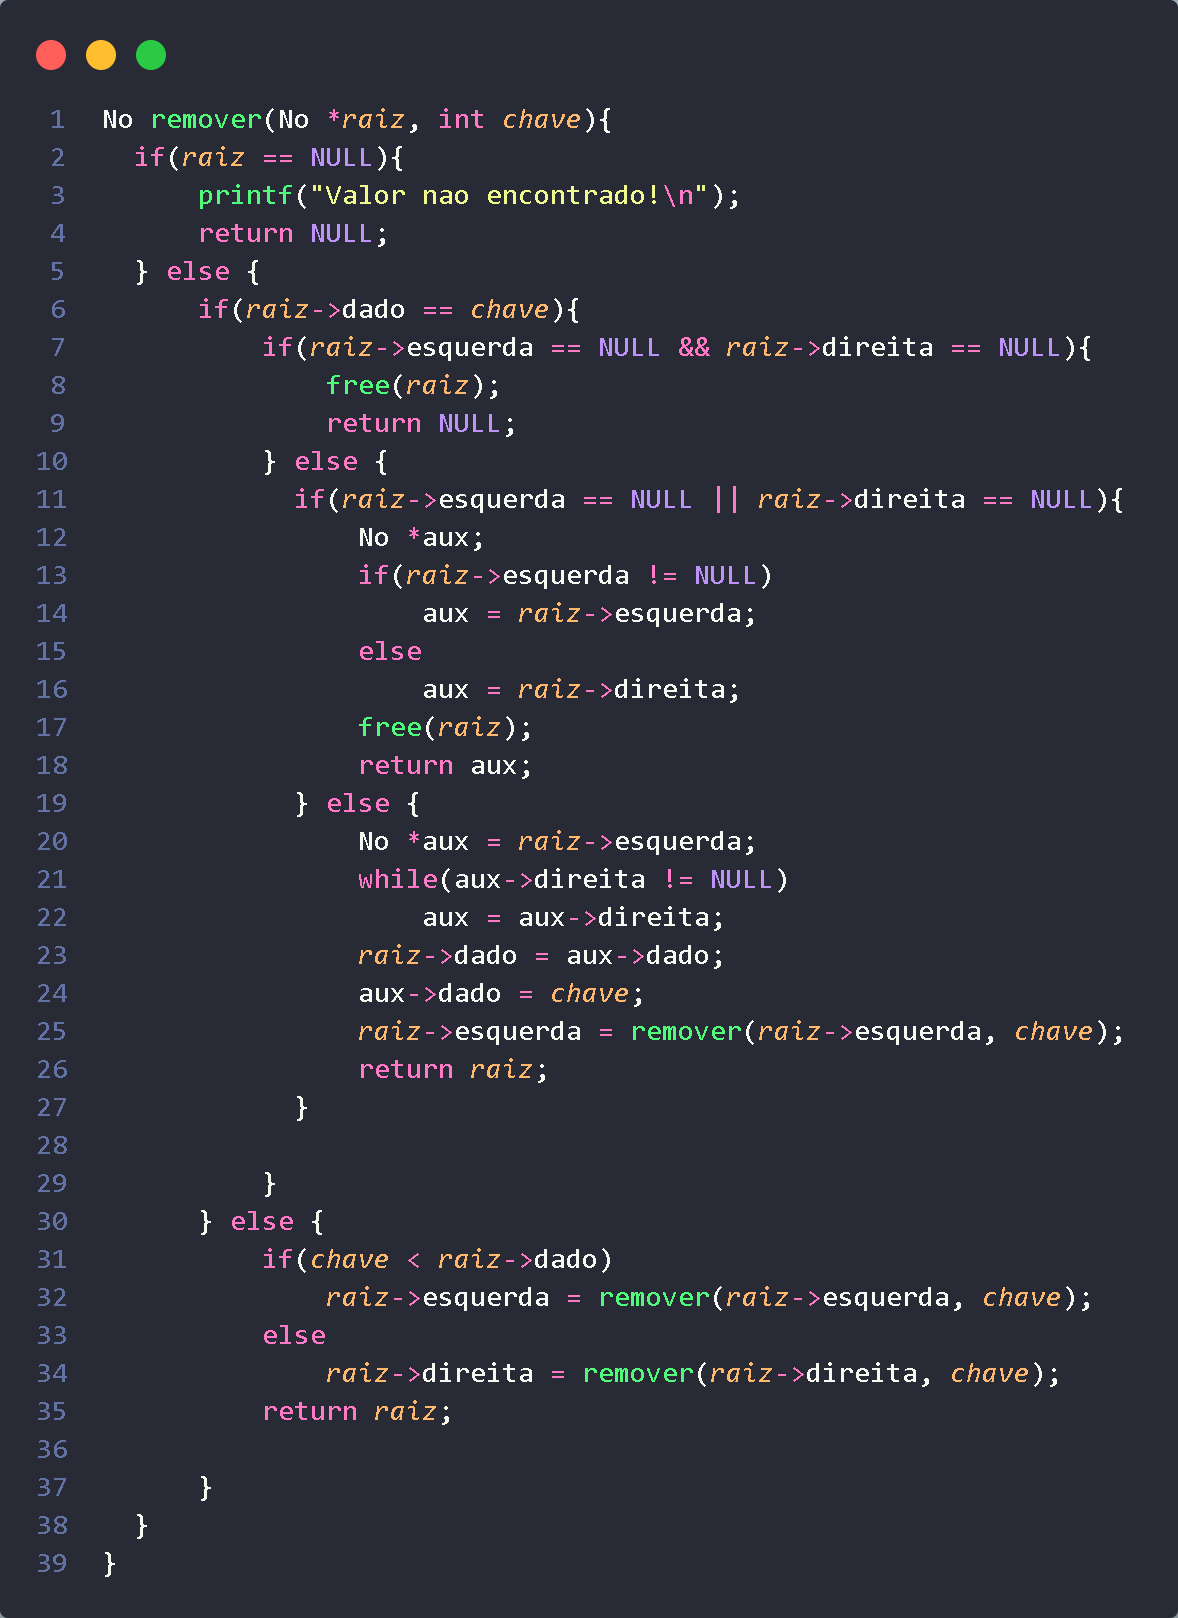 1 No remover(No *raiz, int chave){
2   if(raiz == NULL){
3       printf("Valor nao encontrado!\n");
4       return NULL;
5   } else {
6       if(raiz->dado == chave){
7           if(raiz->esquerda == NULL && raiz->direita == NULL){
8               free(raiz);
9               return NULL;
10           } else {
11             if(raiz->esquerda == NULL || raiz->direita == NULL){
12                 No *aux;
13                 if(raiz->esquerda != NULL)
14                     aux = raiz->esquerda;
15                 else
16                     aux = raiz->direita;
17                 free(raiz);
18                 return aux;
19             } else {
20                 No *aux = raiz->esquerda;
21                 while(aux->direita != NULL)
22                     aux = aux->direita;
23                 raiz->dado = aux->dado;
24                 aux->dado = chave;
25                 raiz->esquerda = remover(raiz->esquerda, chave);
26                 return raiz;
27             }
28
29           }
30       } else {
31           if(chave < raiz->dado)
32               raiz->esquerda = remover(raiz->esquerda, chave);
33           else
34               raiz->direita = remover(raiz->direita, chave);
35           return raiz;
36
37       }
38   }
39 }